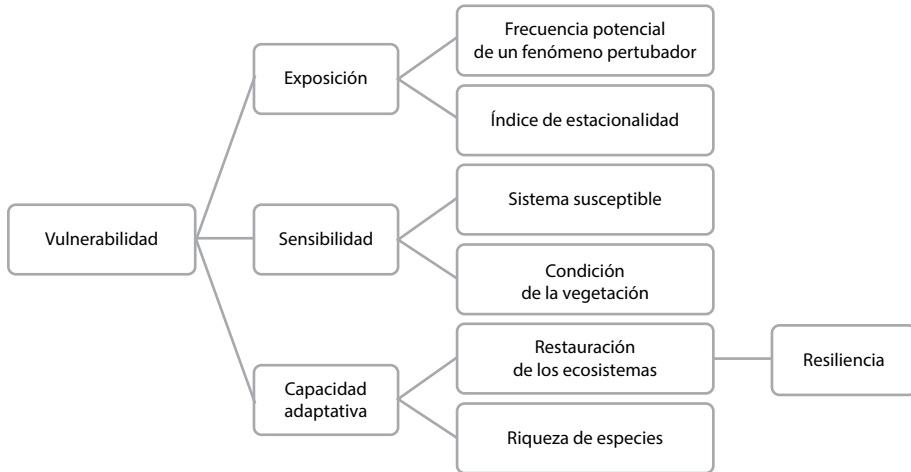 Vulnerabilidad
Exposición
Frecuencia potencial
de un fenómeno pertubador
Índice de estacionalidad
Sensibilidad
Sistema susceptible
Condición
de la vegetación
Capacidad
adaptativa
Restauración
de los ecosistemas
Resiliencia
Riqueza de especies